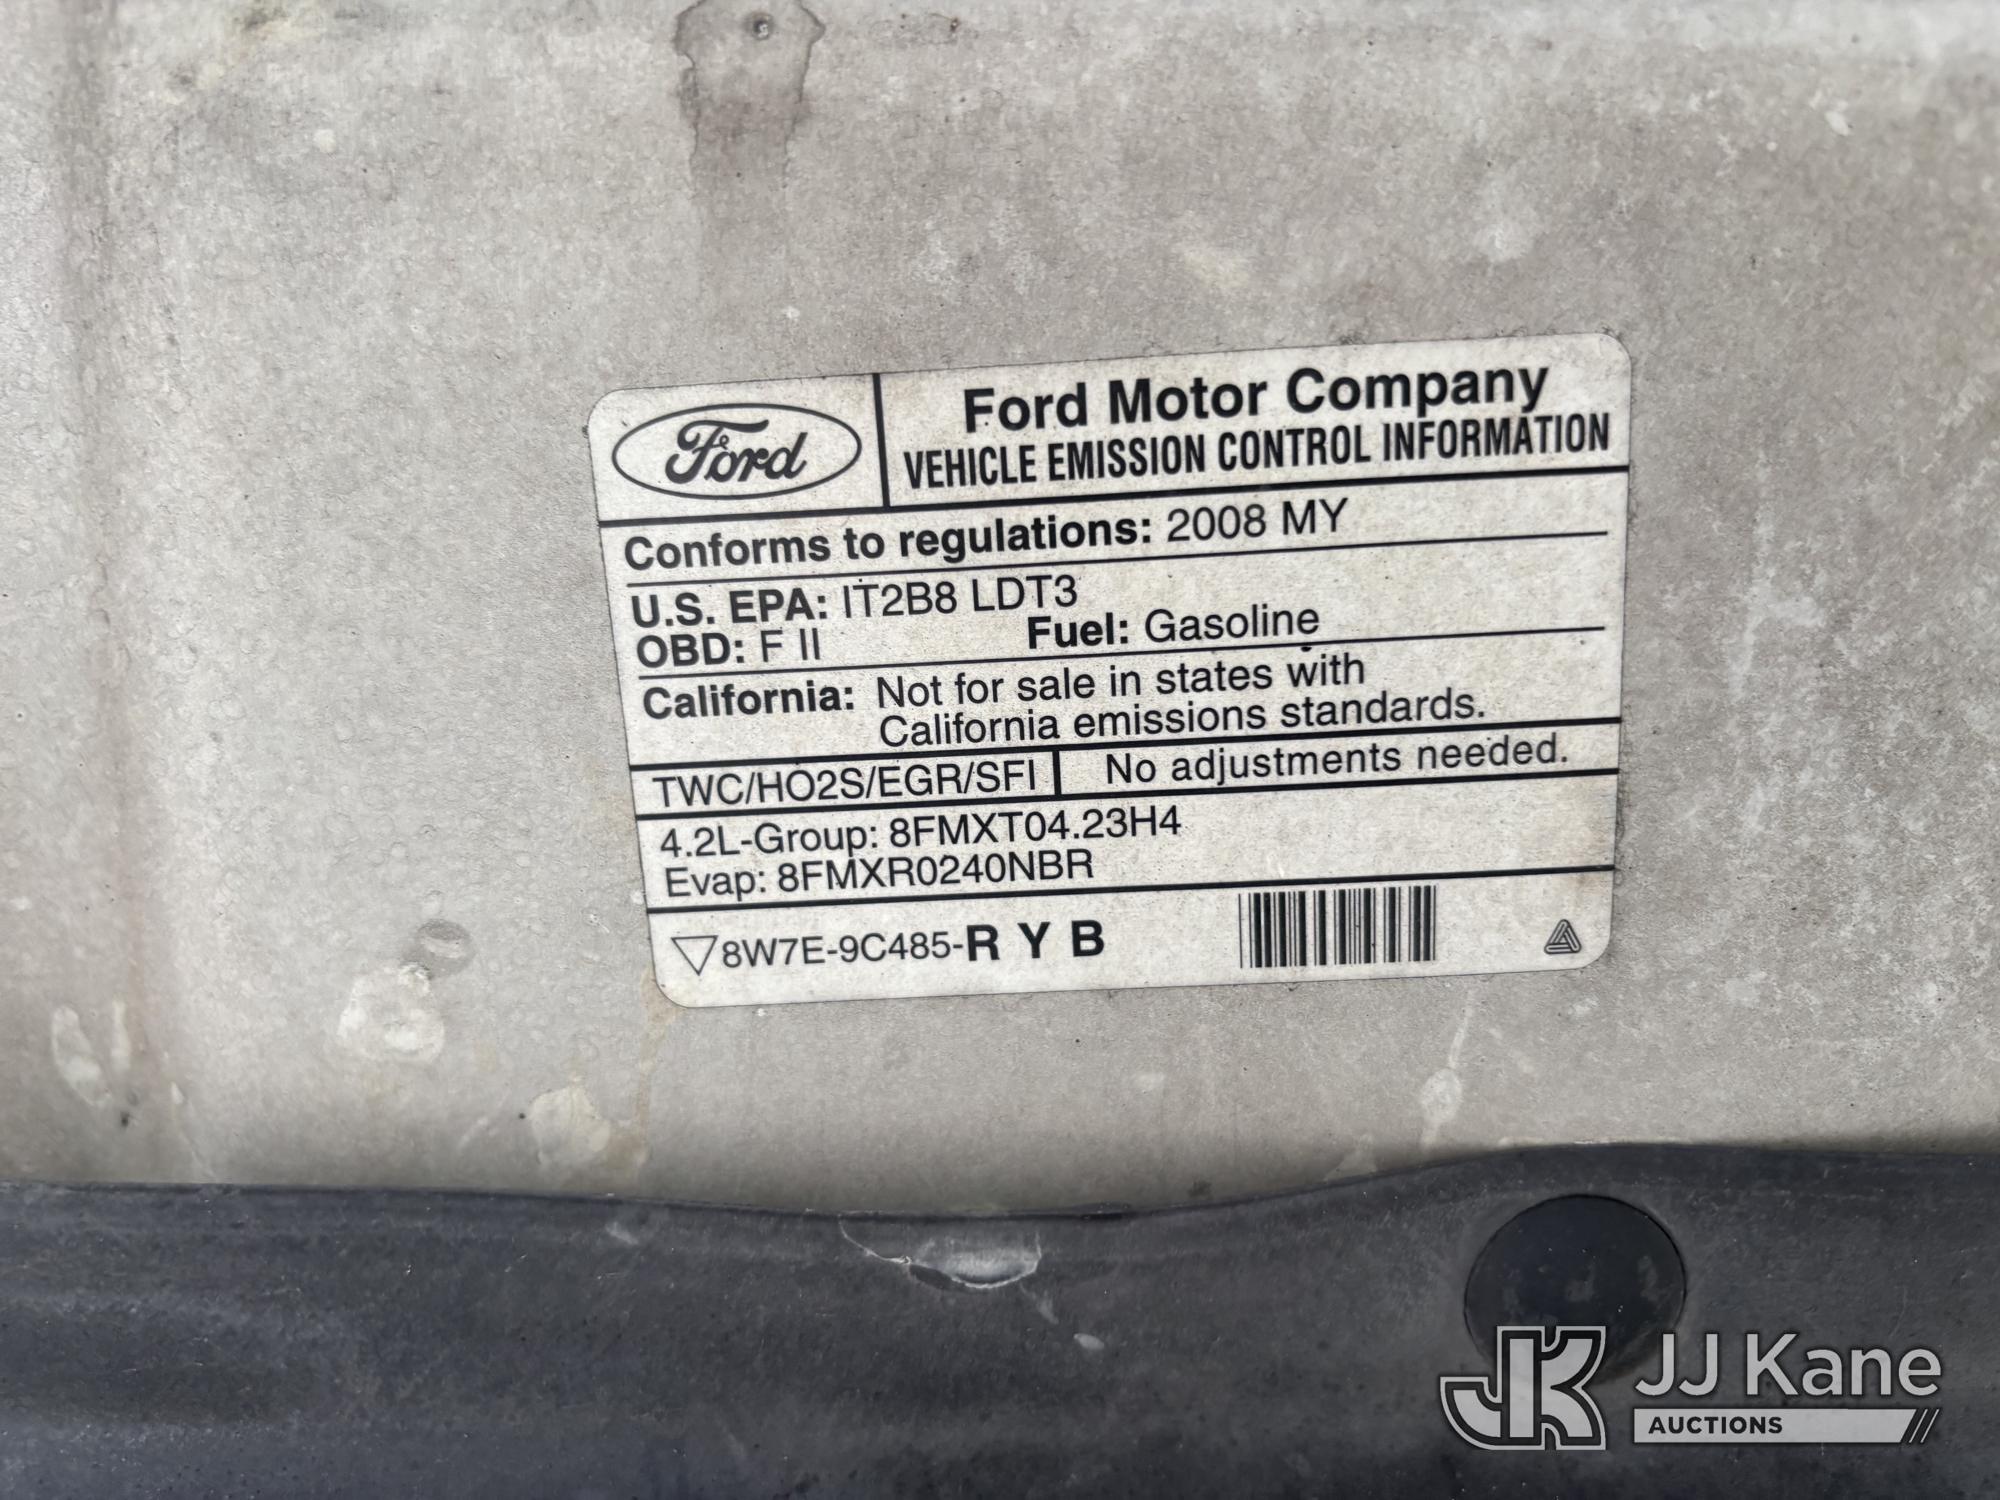 Ford
Ford Motor Company
VEHICLE EMISSION CONTROL INFORMATION
Conforms to regulations: 2008 MY
U.S. EPA: IT2B8 LDT3
OBD: F II Fuel: Gasoline
California: Not for sale in states with
California emissions standards.
TWC/HO2S/EGR/SFI No adjustments needed.
4.2L-Group: 8FMXT04.23H4
Evap: 8FMXR0240NBR
8W7E-9C485-R Y B
JK JJ Kane
AUCTIONS